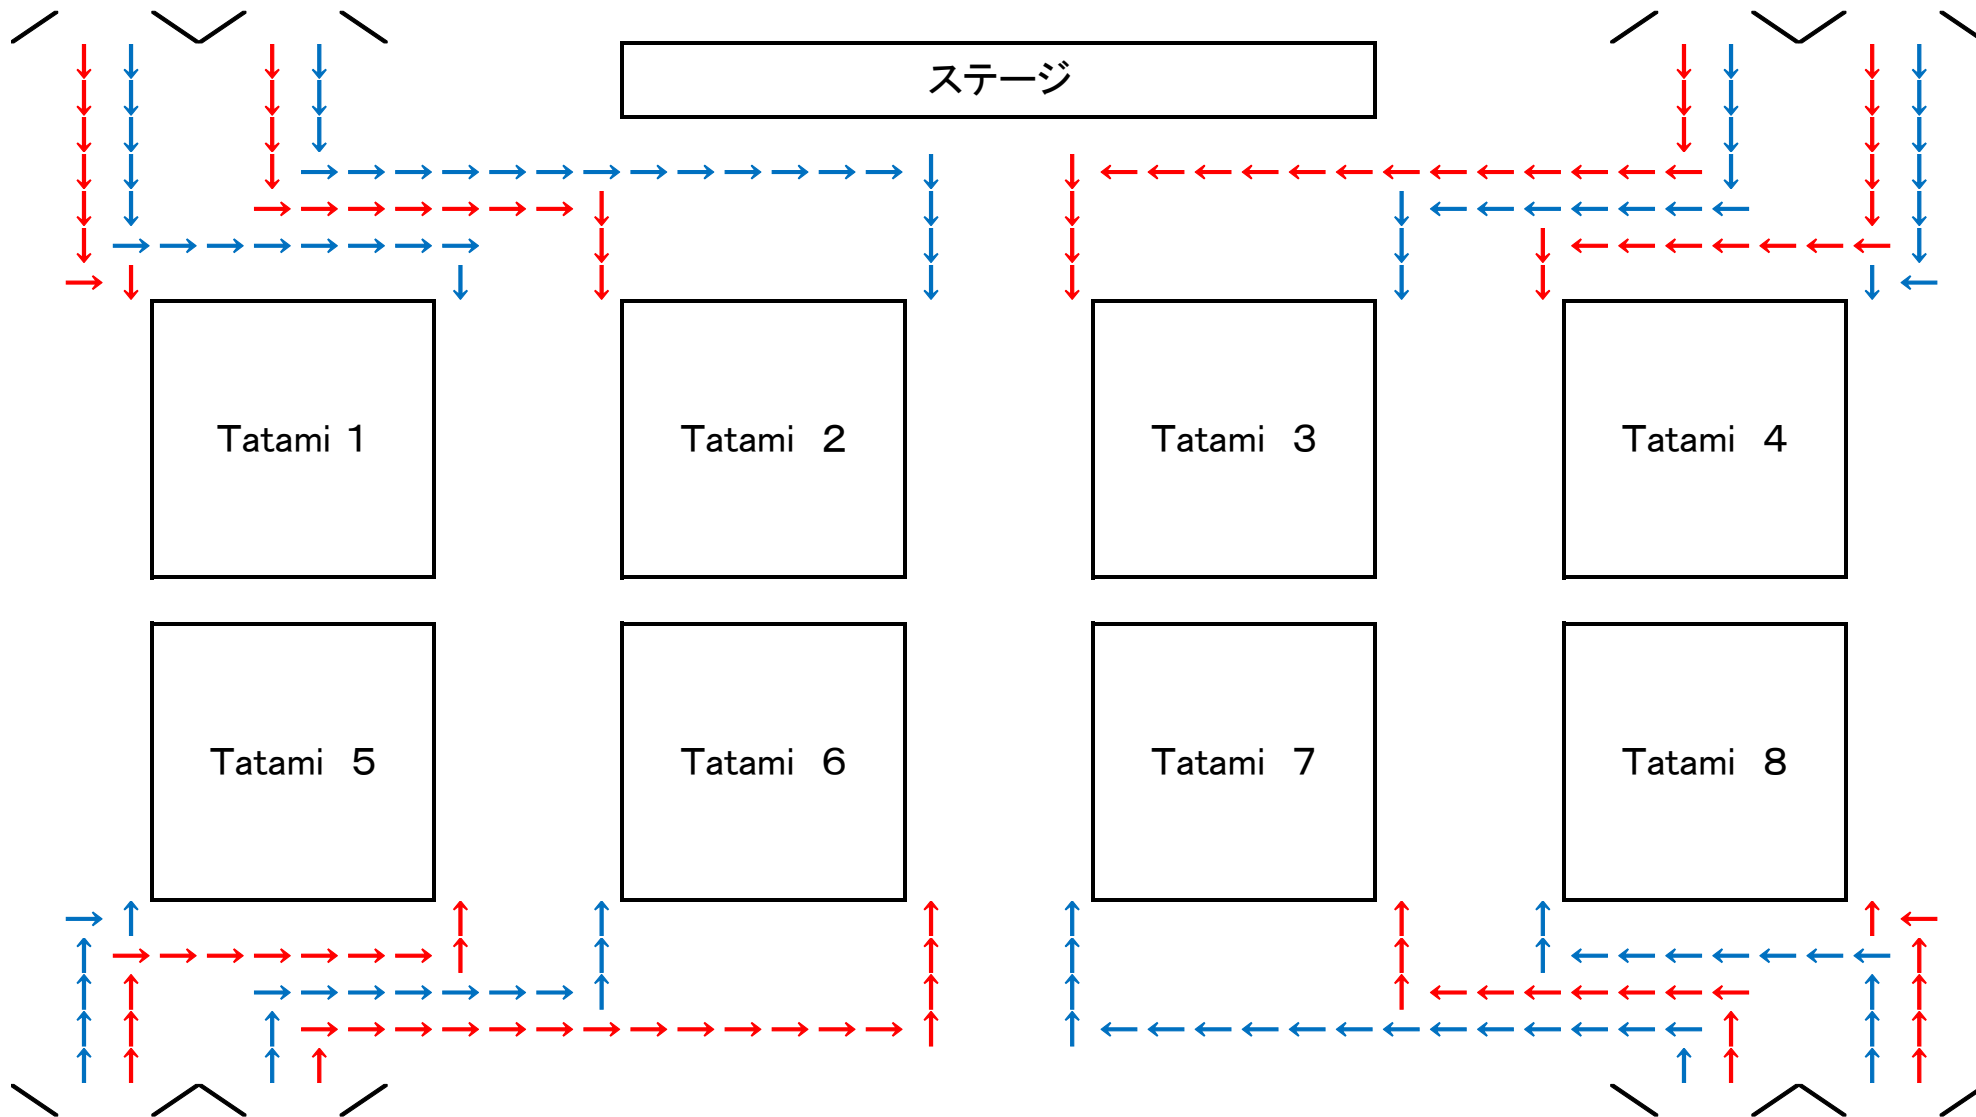 ステージ
Tatami 1
Tatami　2
Tatami　3
Tatami　4
Tatami　5
Tatami　6
Tatami　7
Tatami　8